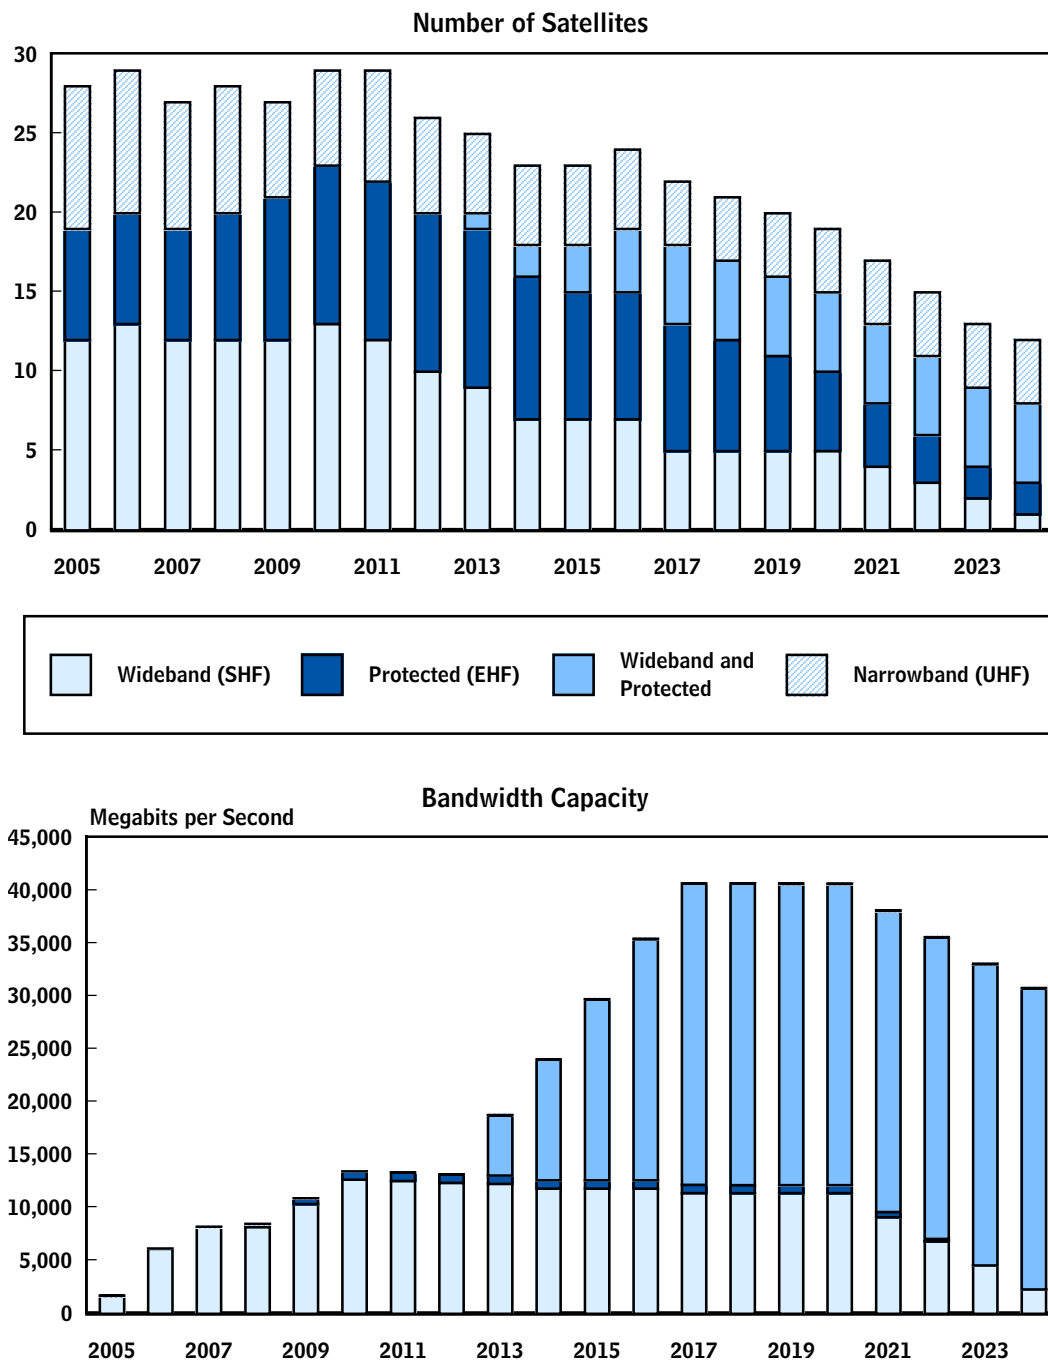 Number of Satellites
30
25
20
15
10
5
0
2005 2007 2009 2011 2013 2015 2017 2019 2021 2023
Wideband (SHF) Protected (EHF) Wideband and Protected Narrowband (UHF)
Bandwidth Capacity
Megabits per Second
45,000
40,000
35,000
30,000
25,000
20,000
15,000
10,000
5,000
0
2005 2007 2009 2011 2013 2015 2017 2019 2021 2023